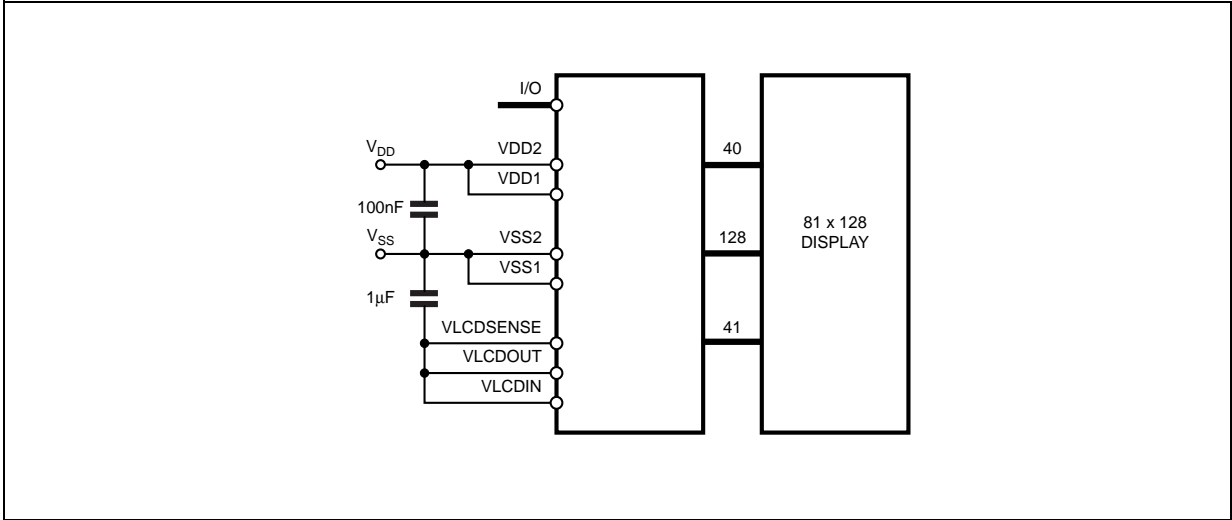 I/O
V_DD
VDD2
VDD1
100nF
V_SS
VSS2
VSS1
1μF
VLCDSENSE
VLCDOUT
VLCDIN
40
128
41
81 x 128
DISPLAY